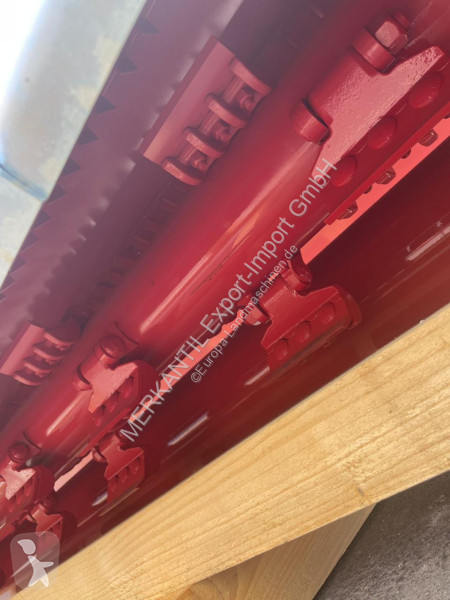 MERKANTIL Export-Import GmbH
©Europa-Landmaschinen.de